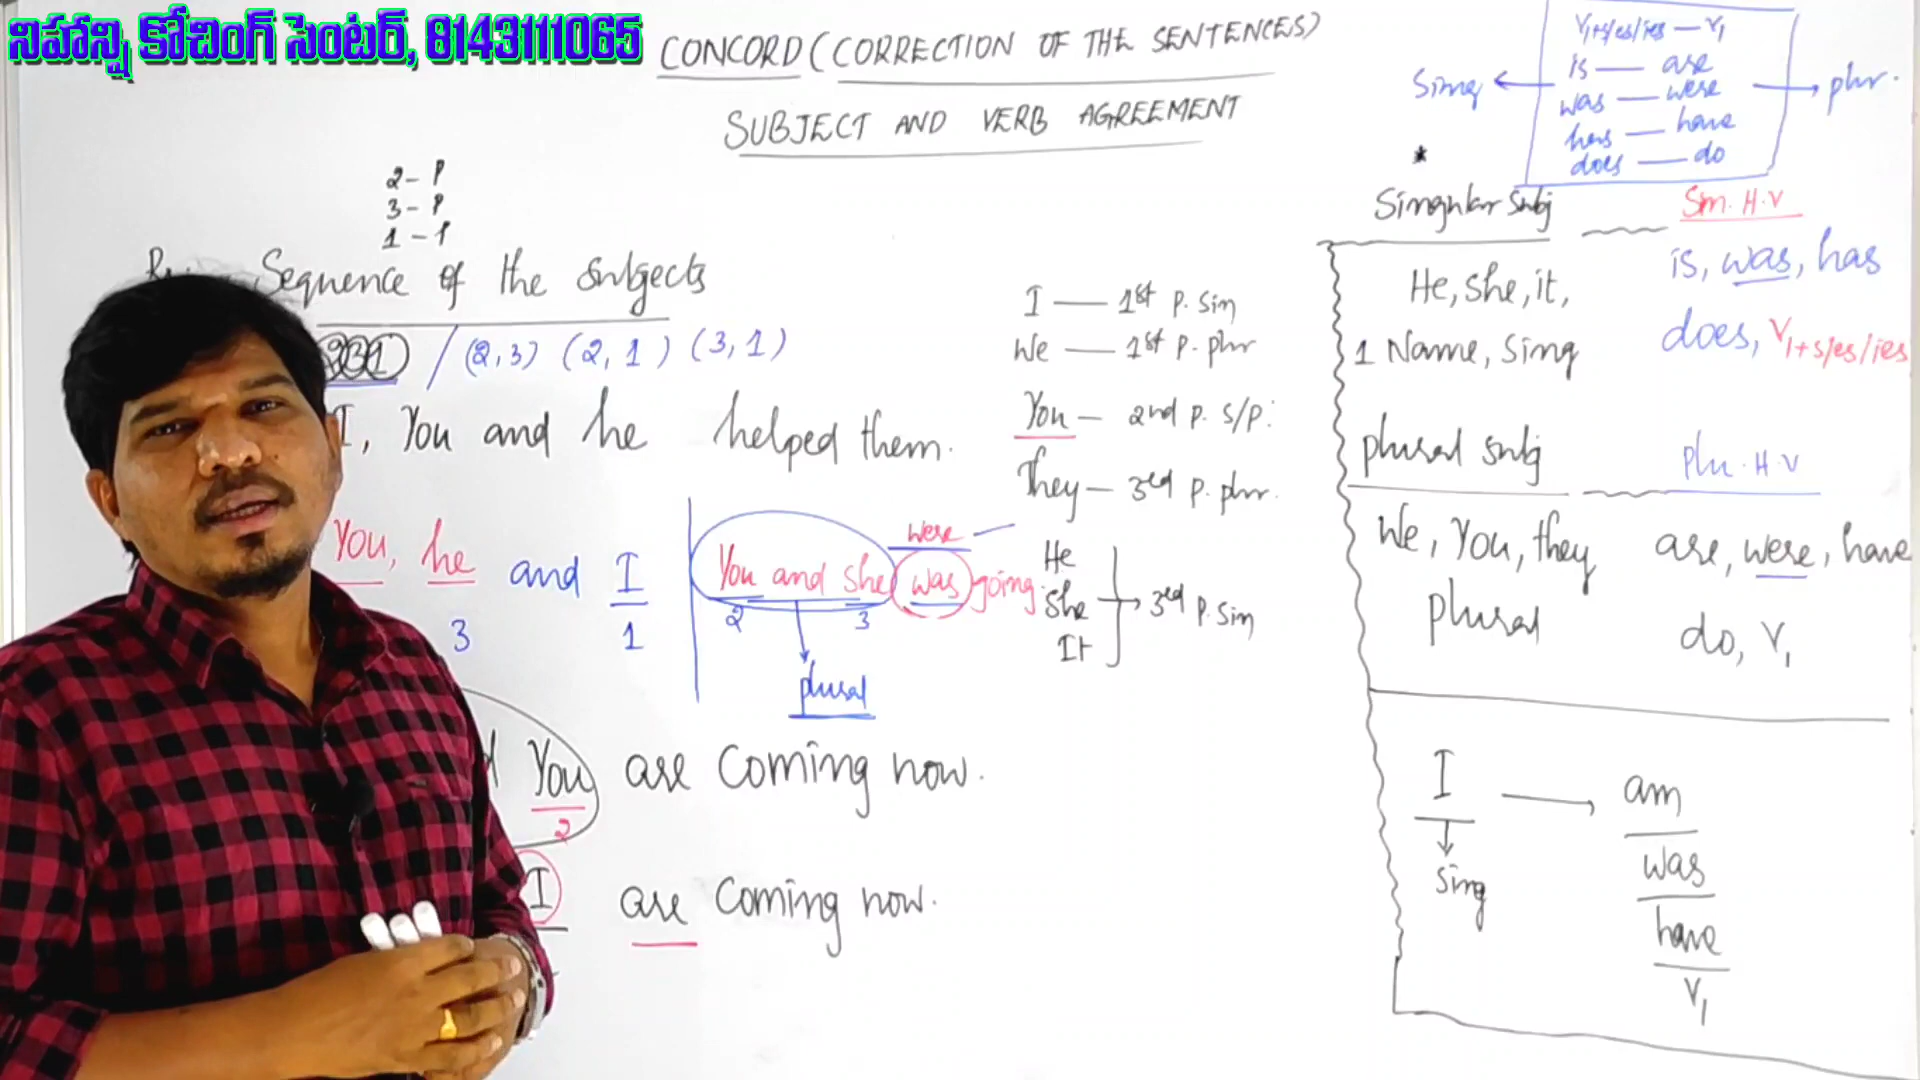 నిహాన్ని కోచింగ్ సెంటర్, 8143111065
CONCORD (CORRECTION OF THE SENTENCES)
SUBJECT AND VERB AGREEMENT
2 - P
3 - P
1 - P
Sequence of the Subjects
231 / (2,3) (2,1) (3,1)
I, You and he helped them.
You, he and I
3 1
You and she was going.
were
2 3
plural
You are coming now.
2
I are coming now.
I — 1st p. Sin
We — 1st p. plur
You — 2nd p. S/P.
They — 3rd p. plur.
He
She → 3rd p. Sin
It
Sing ← → plur.
V1+s/es/ies — V1
is — are
was — were
has — have
does — do
*
Singular Subj Sin. H.V
He, She, it, is, was, has
1 Name, Sing does, V1+s/es/ies
plural Subj Plu. H.V
We, You, they are, were, have
plural do, V1
I → am
Sing was
have
V1